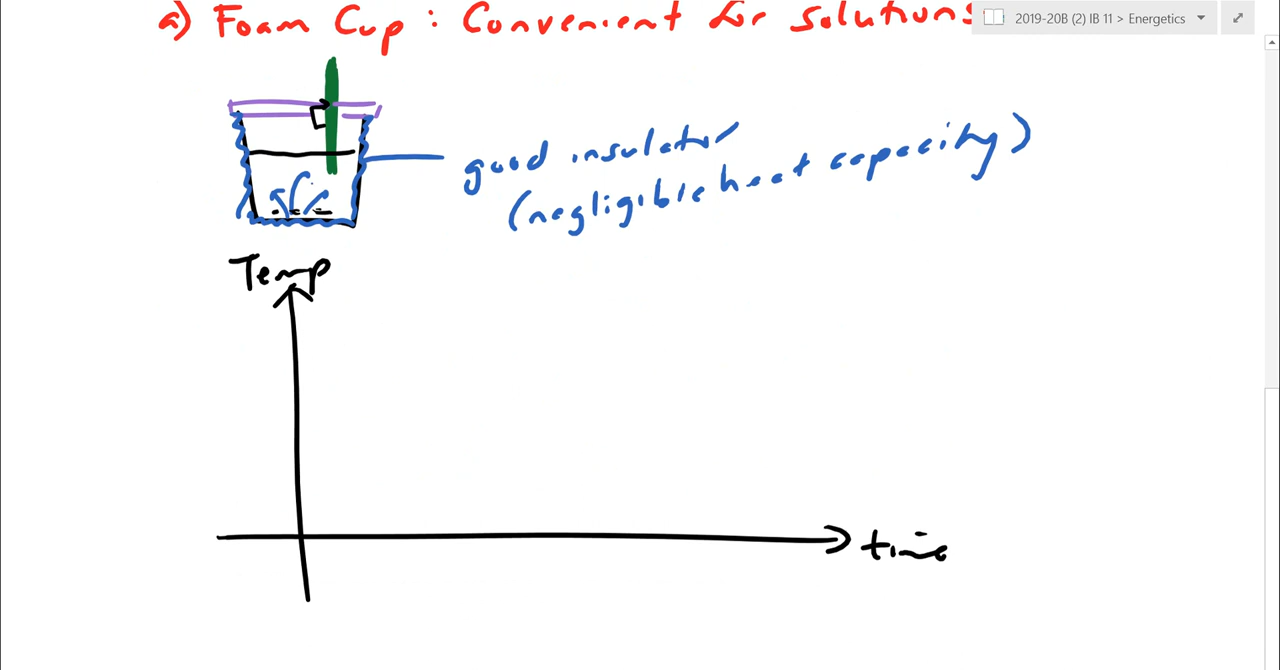 a) Foam Cup : Convenient for solutions
2019-20B (2) IB 11 > Energetics
good insulator
(negligible heat capacity)
Temp
time